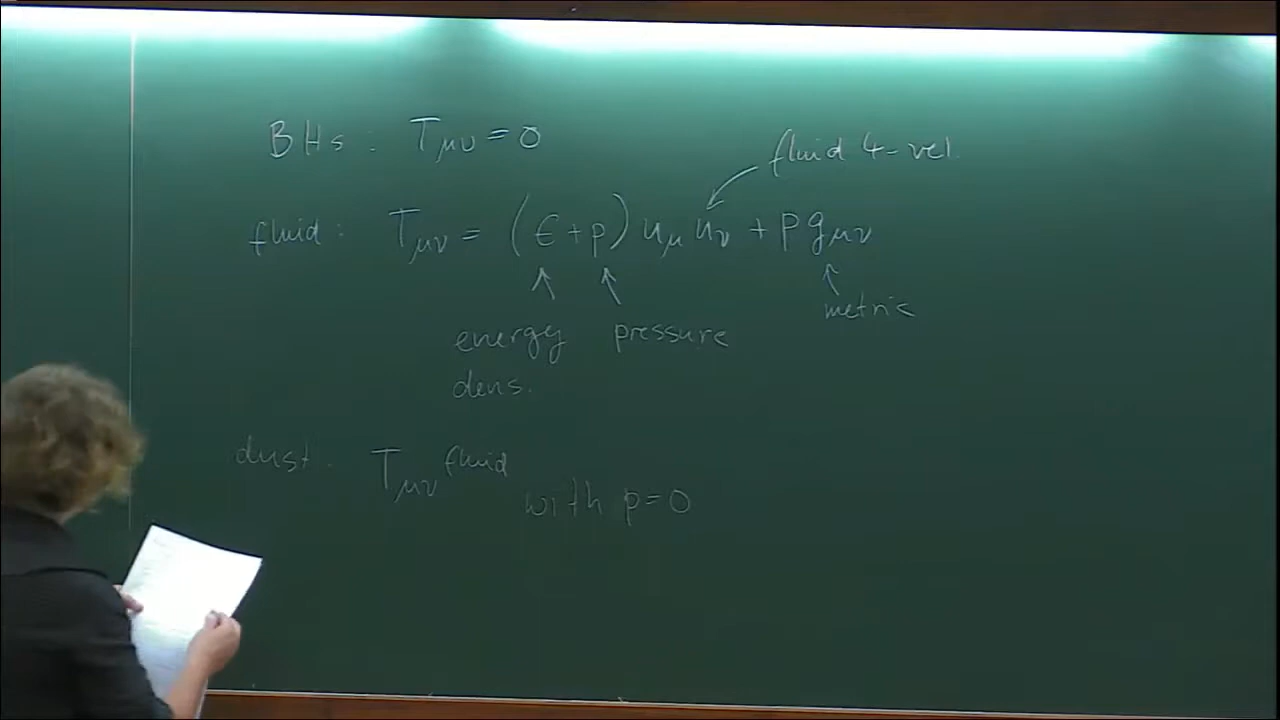 BHs : Tμν = 0
fluid 4-vel.
fluid : Tμν = (ε + p) uμ uν + p gμν
metric
energy pressure
dens.
dust. Tμν fluid
with p = 0